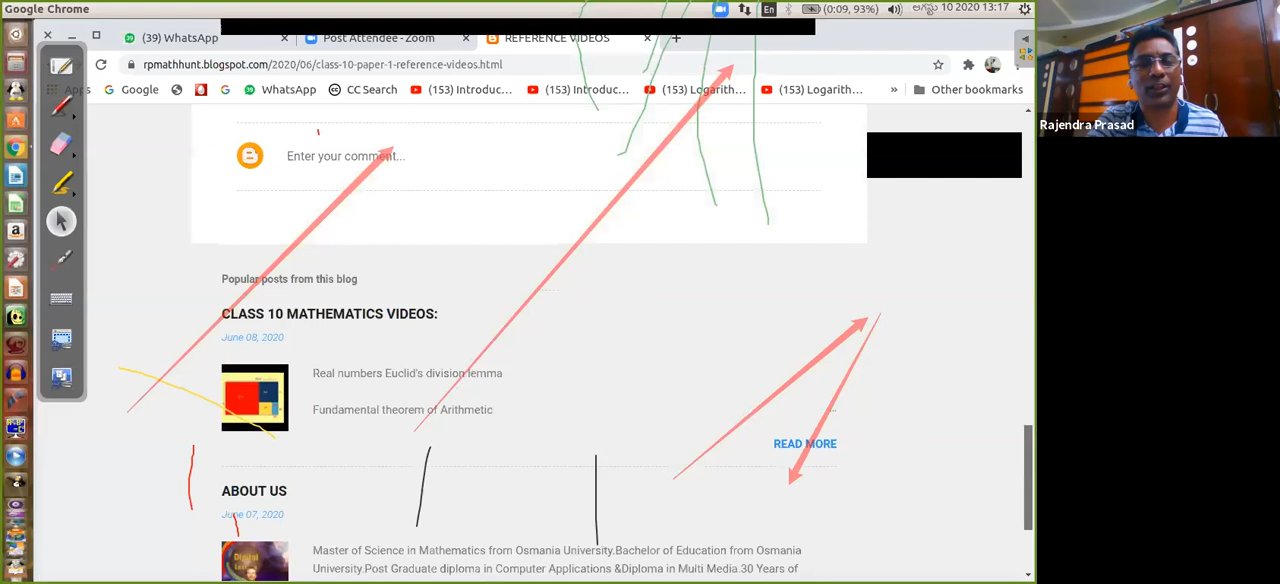 Google Chrome
En
(0:09, 93%)
ఆగస్టు 10 2020 13:17
(39) WhatsApp
Post Attendee - Zoom
REFERENCE VIDEOS
rpmathhunt.blogspot.com/2020/06/class-10-paper-1-reference-videos.html
Apps
Google
WhatsApp
CC Search
(153) Introduc...
(153) Introduc...
(153) Logarith...
(153) Logarith...
»
Other bookmarks
Rajendra Prasad
Enter your comment...
Popular posts from this blog
CLASS 10 MATHEMATICS VIDEOS:
June 08, 2020
Real numbers Euclid's division lemma
Fundamental theorem of Arithmetic
...
READ MORE
ABOUT US
June 07, 2020
Master of Science in Mathematics from Osmania University.Bachelor of Education from Osmania
University.Post Graduate diploma in Computer Applications &Diploma in Multi Media.30 Years of